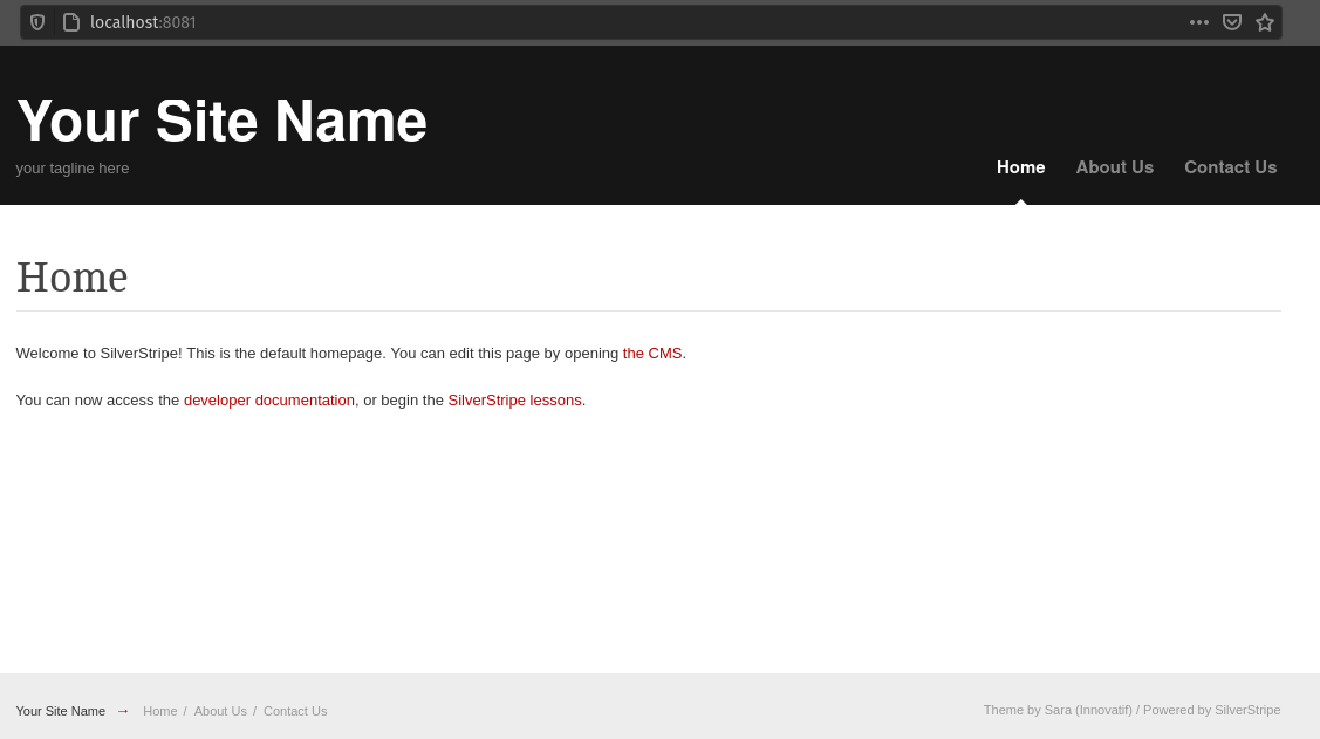 localhost:8081
Your Site Name
your tagline here
Home About Us Contact Us
Home
Welcome to SilverStripe! This is the default homepage. You can edit this page by opening the CMS.
You can now access the developer documentation, or begin the SilverStripe lessons.
Your Site Name → Home / About Us / Contact Us
Theme by Sara (Innovatif) / Powered by SilverStripe